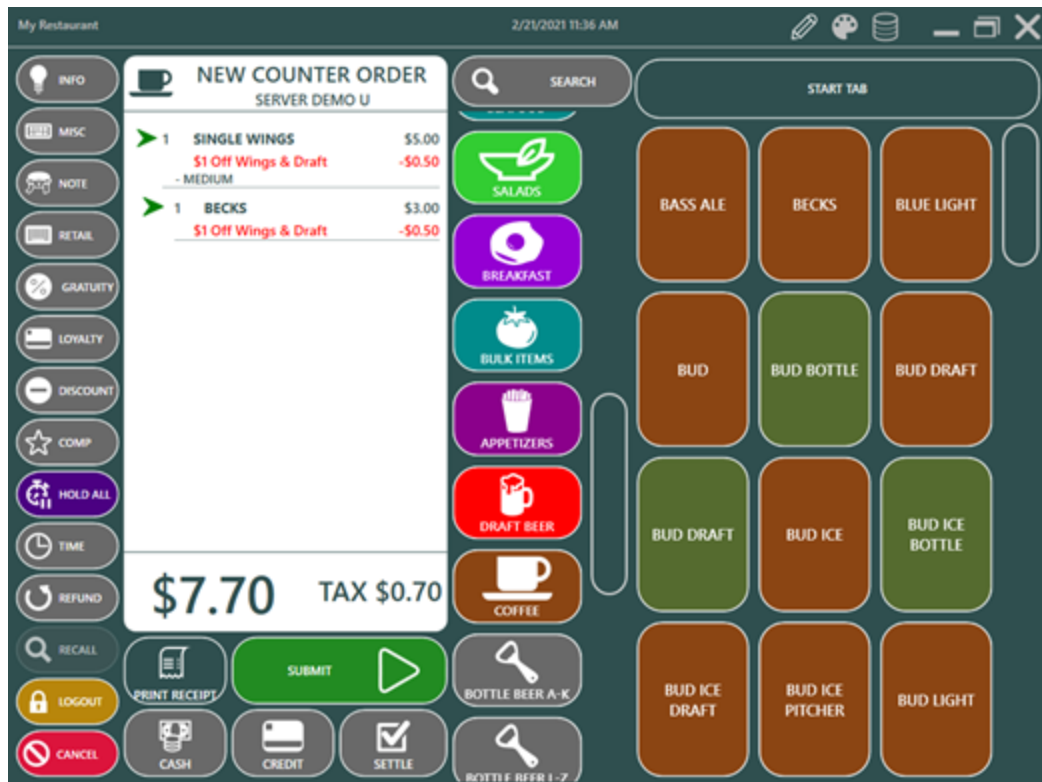 My Restaurant
2/21/2021 11:36 AM
INFO
MISC
NOTE
RETAIL
GRATUITY
LOYALTY
DISCOUNT
COMP
HOLD ALL
TIME
REFUND
RECALL
LOGOUT
CANCEL
NEW COUNTER ORDER
SERVER DEMO U
1 SINGLE WINGS $5.00
$1 Off Wings & Draft -$0.50
- MEDIUM
1 BECKS $3.00
$1 Off Wings & Draft -$0.50
$7.70 TAX $0.70
PRINT RECEIPT
SUBMIT
CASH
CREDIT
SETTLE
SEARCH
SALADS
BREAKFAST
BULK ITEMS
APPETIZERS
DRAFT BEER
COFFEE
BOTTLE BEER A-K
BOTTLE BEER L-Z
START TAB
BASS ALE
BECKS
BLUE LIGHT
BUD
BUD BOTTLE
BUD DRAFT
BUD DRAFT
BUD ICE
BUD ICE
BOTTLE
BUD ICE
DRAFT
BUD ICE
PITCHER
BUD LIGHT